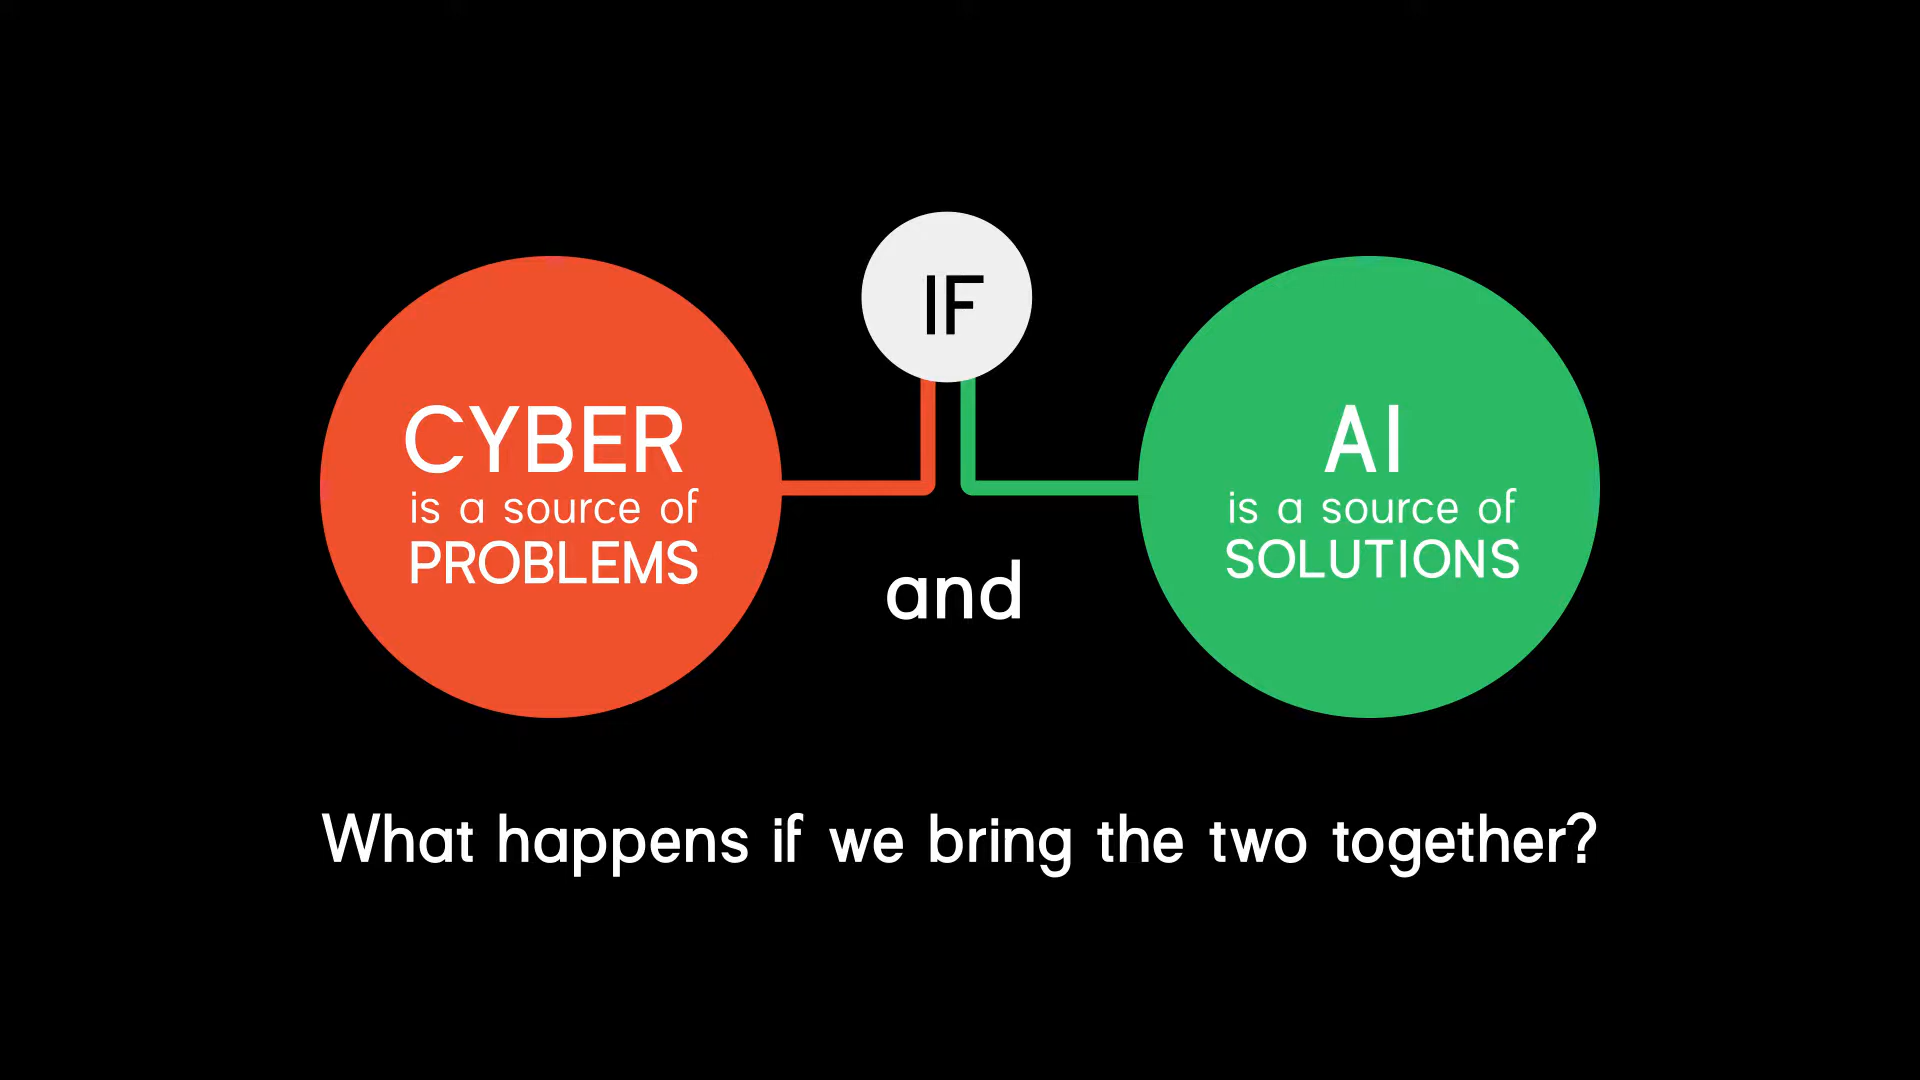 IF
CYBER
is a source of
PROBLEMS
and
AI
is a source of
SOLUTIONS
What happens if we bring the two together?